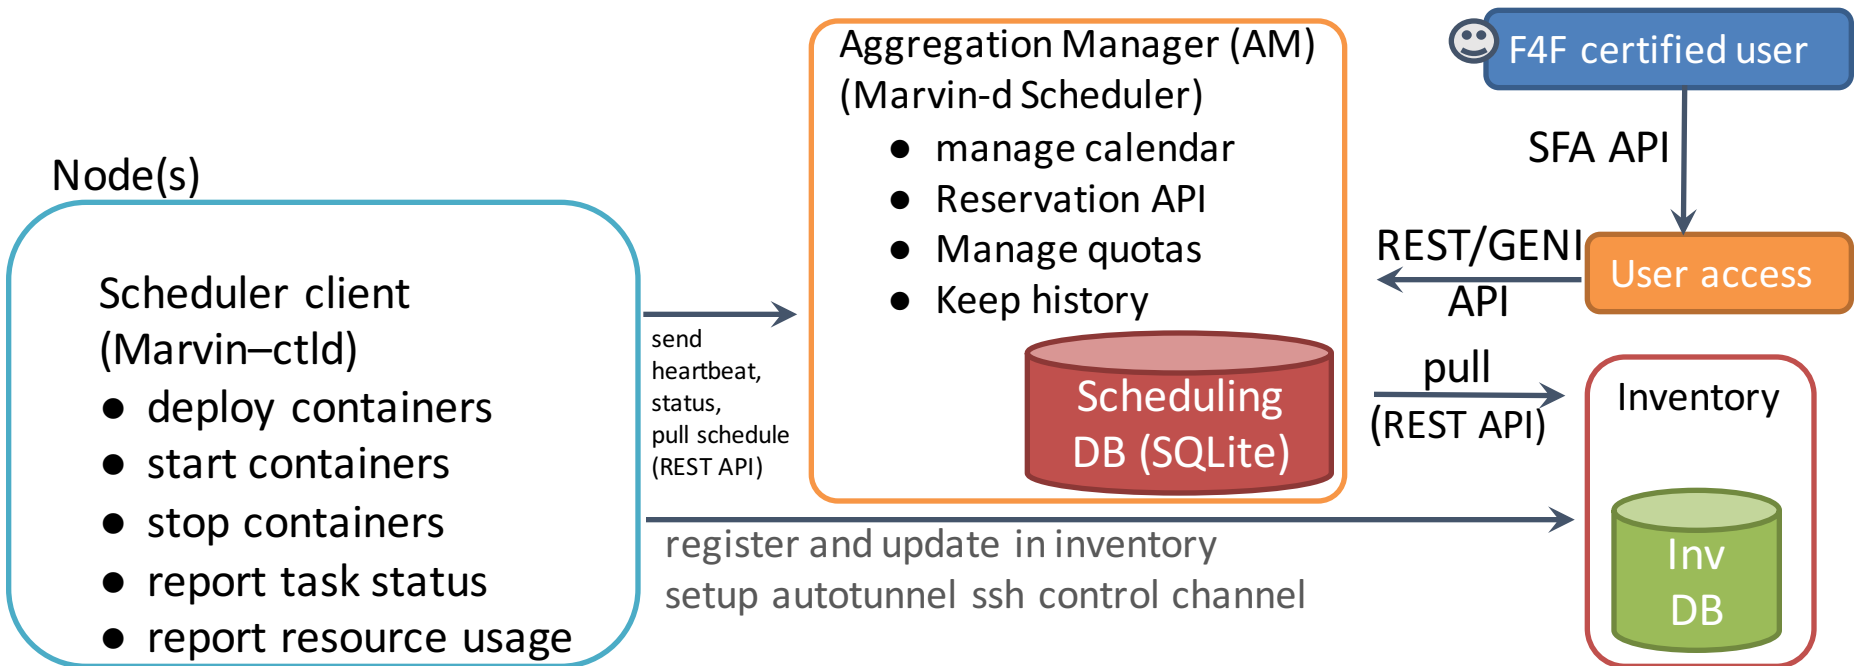 Node(s)
Scheduler client
(Marvin–ctld)
● deploy containers
● start containers
● stop containers
● report task status
● report resource usage
send
heartbeat,
status,
pull schedule
(REST API)
Aggregation Manager (AM)
(Marvin-d Scheduler)
● manage calendar
● Reservation API
● Manage quotas
● Keep history
Scheduling
DB (SQLite)
F4F certified user
SFA API
User access
REST/GENI
API
pull
(REST API)
Inventory
Inv
DB
register and update in inventory
setup autotunnel ssh control channel